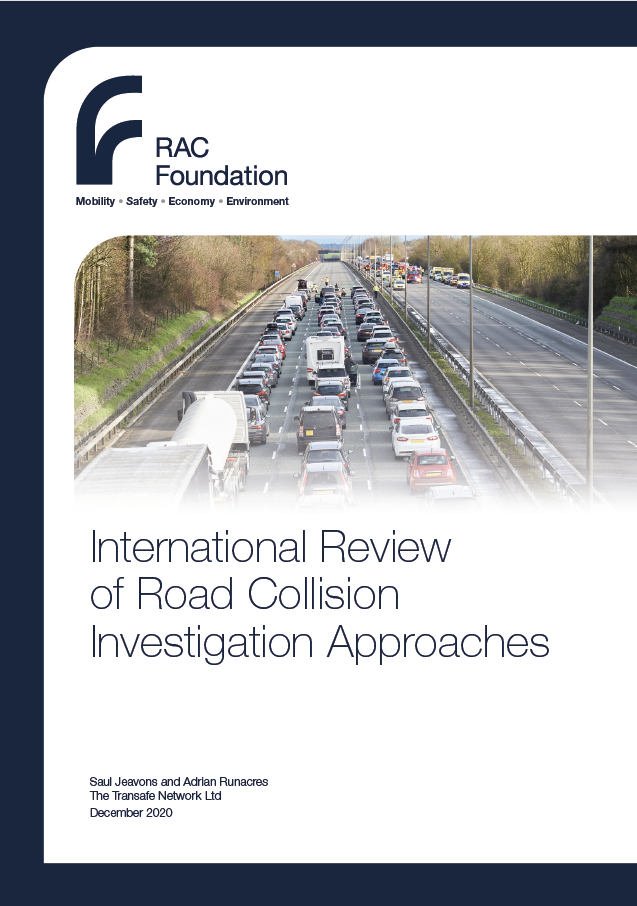 RAC
Foundation
Mobility • Safety • Economy • Environment
International Review
of Road Collision
Investigation Approaches
Saul Jeavons and Adrian Runacres
The Transafe Network Ltd
December 2020